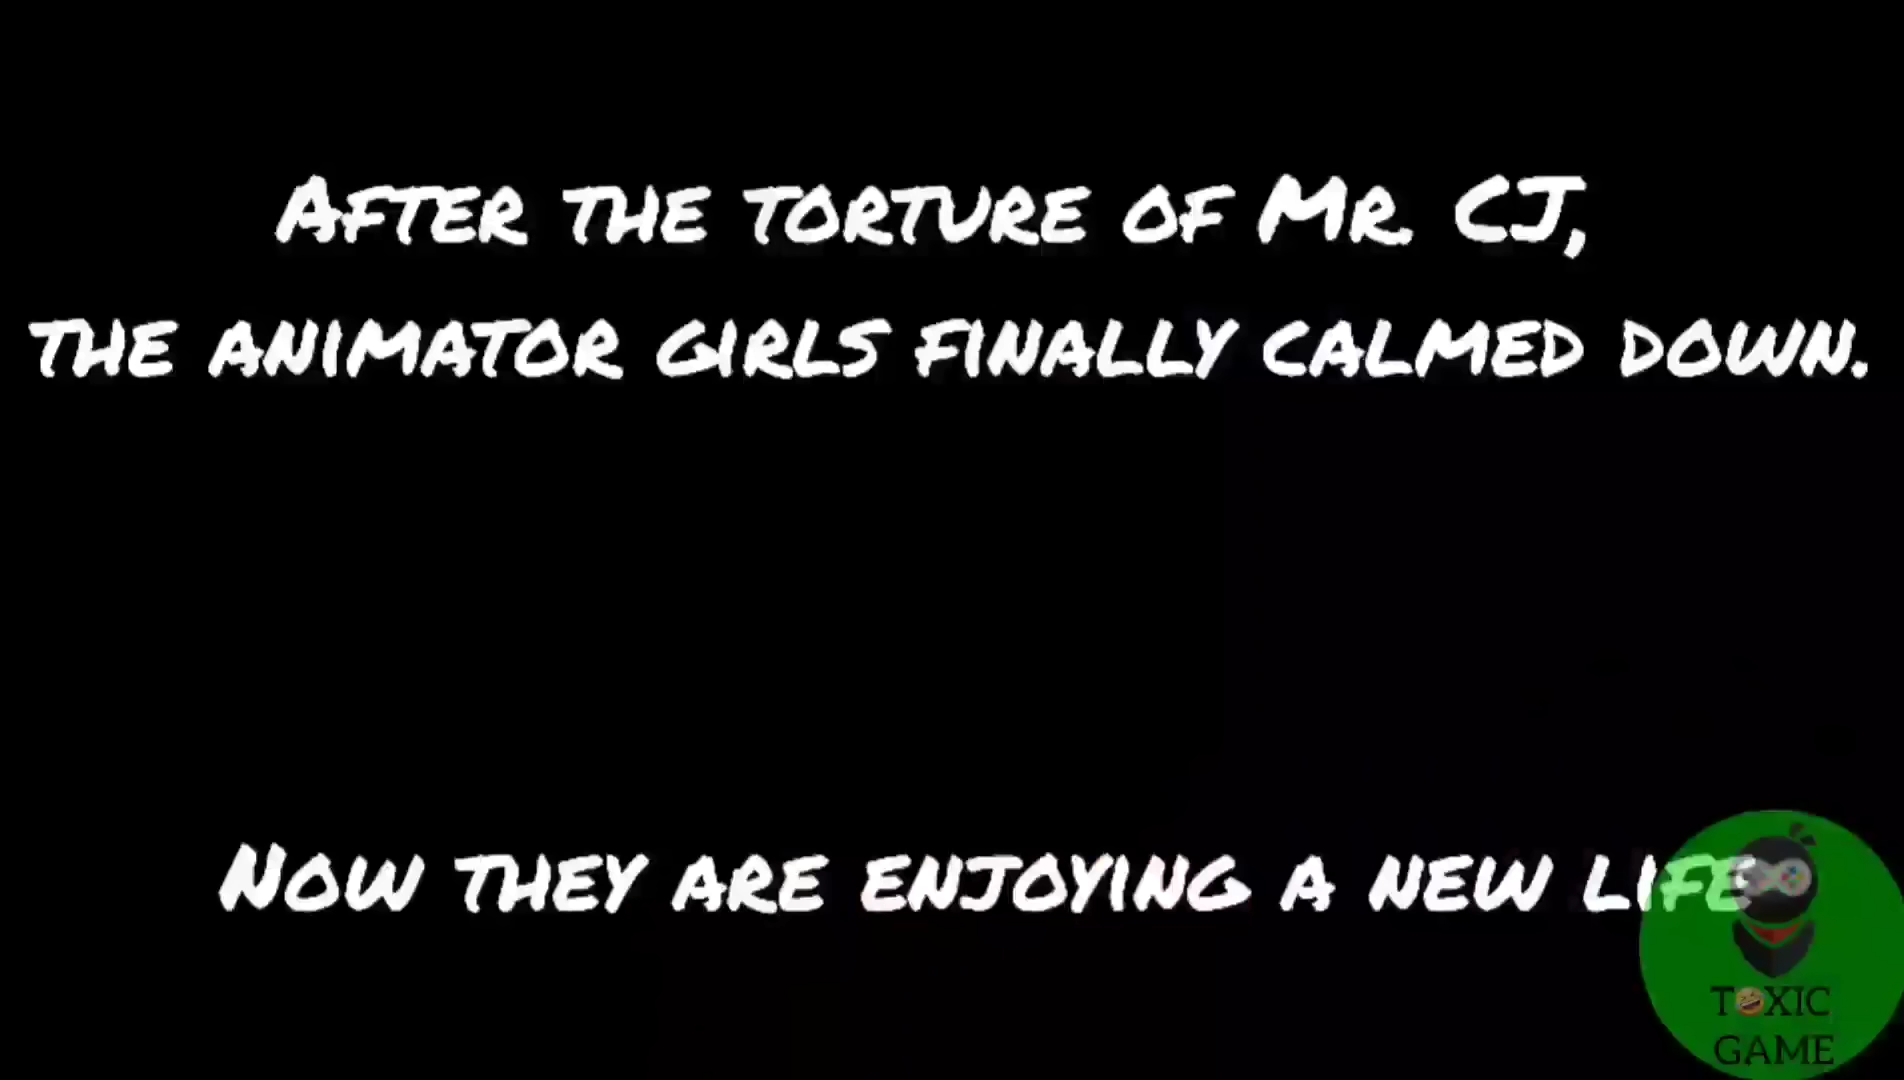 After the torture of Mr. CJ,
the animator girls finally calmed down.
Now they are enjoying a new life
TOXIC
GAME